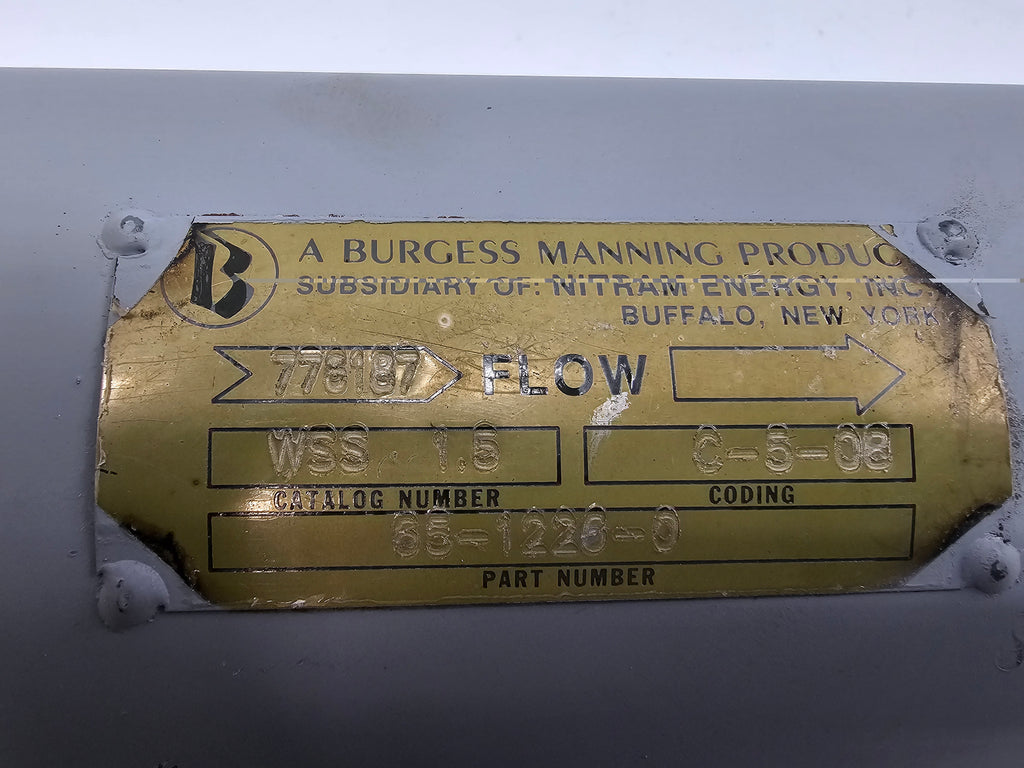 B
A BURGESS MANNING PRODUC
SUBSIDIARY OF: NITRAM ENERGY, INC.
BUFFALO, NEW YORK
778187 FLOW
WSS 1.5 C-5-08
CATALOG NUMBER CODING
65-1226-0
PART NUMBER